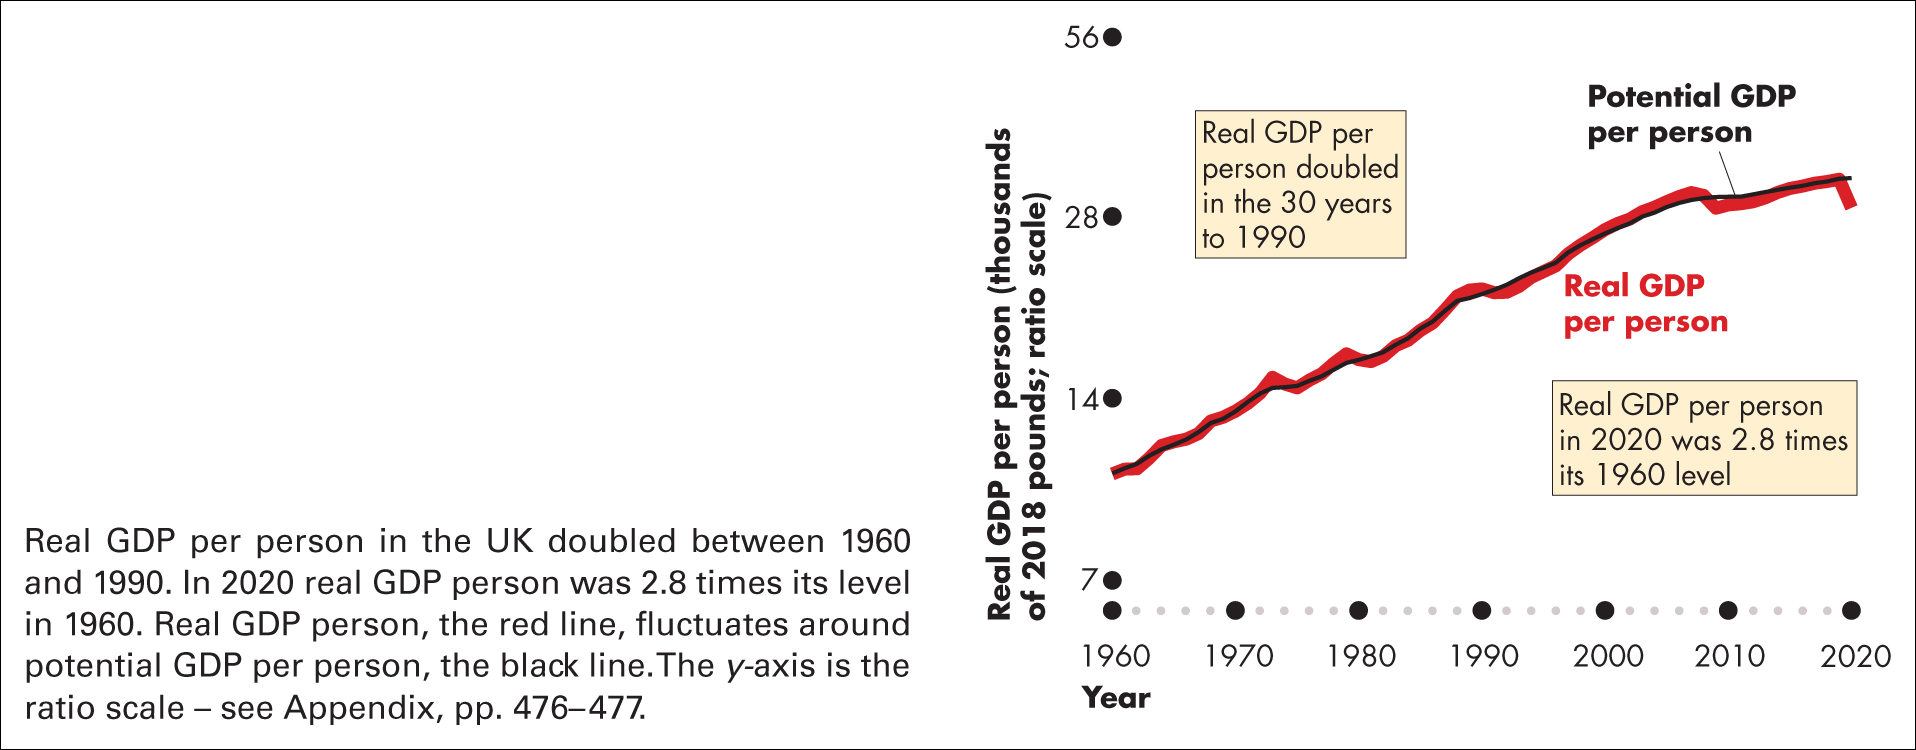 Real GDP per person in the UK doubled between 1960
and 1990. In 2020 real GDP person was 2.8 times its level
in 1960. Real GDP person, the red line, fluctuates around
potential GDP per person, the black line.The y-axis is the
ratio scale – see Appendix, pp. 476–477.
Real GDP per person (thousands
of 2018 pounds; ratio scale)
56
28
14
7
Real GDP per
person doubled
in the 30 years
to 1990
Potential GDP
per person
Real GDP
per person
Real GDP per person
in 2020 was 2.8 times
its 1960 level
1960 1970 1980 1990 2000 2010 2020
Year